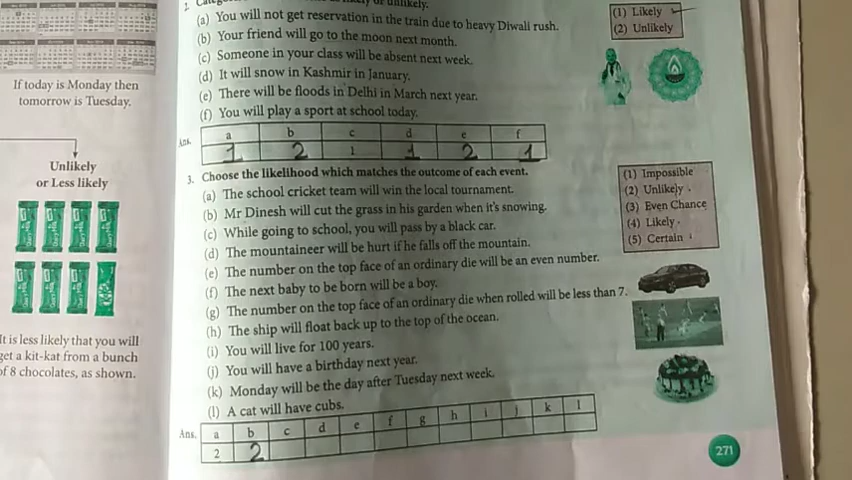 If today is Monday then
tomorrow is Tuesday.
Unlikely
or Less likely
It is less likely that you will
get a kit-kat from a bunch
of 8 chocolates, as shown.
2. unlikely.
(a) You will not get reservation in the train due to heavy Diwali rush.
(b) Your friend will go to the moon next month.
(c) Someone in your class will be absent next week.
(d) It will snow in Kashmir in January.
(e) There will be floods in Delhi in March next year.
(f) You will play a sport at school today.
(1) Likely
(2) Unlikely
Ans. a b c d e f
1 2 1 1 2 1
3. Choose the likelihood which matches the outcome of each event.
(a) The school cricket team will win the local tournament.
(b) Mr Dinesh will cut the grass in his garden when it's snowing.
(c) While going to school, you will pass by a black car.
(d) The mountaineer will be hurt if he falls off the mountain.
(e) The number on the top face of an ordinary die will be an even number.
(f) The next baby to be born will be a boy.
(g) The number on the top face of an ordinary die when rolled will be less than 7.
(h) The ship will float back up to the top of the ocean.
(i) You will live for 100 years.
(j) You will have a birthday next year.
(k) Monday will be the day after Tuesday next week.
(l) A cat will have cubs.
(1) Impossible
(2) Unlikely
(3) Even Chance
(4) Likely
(5) Certain
Ans. a b c d e f g h i j k l
2 2
271